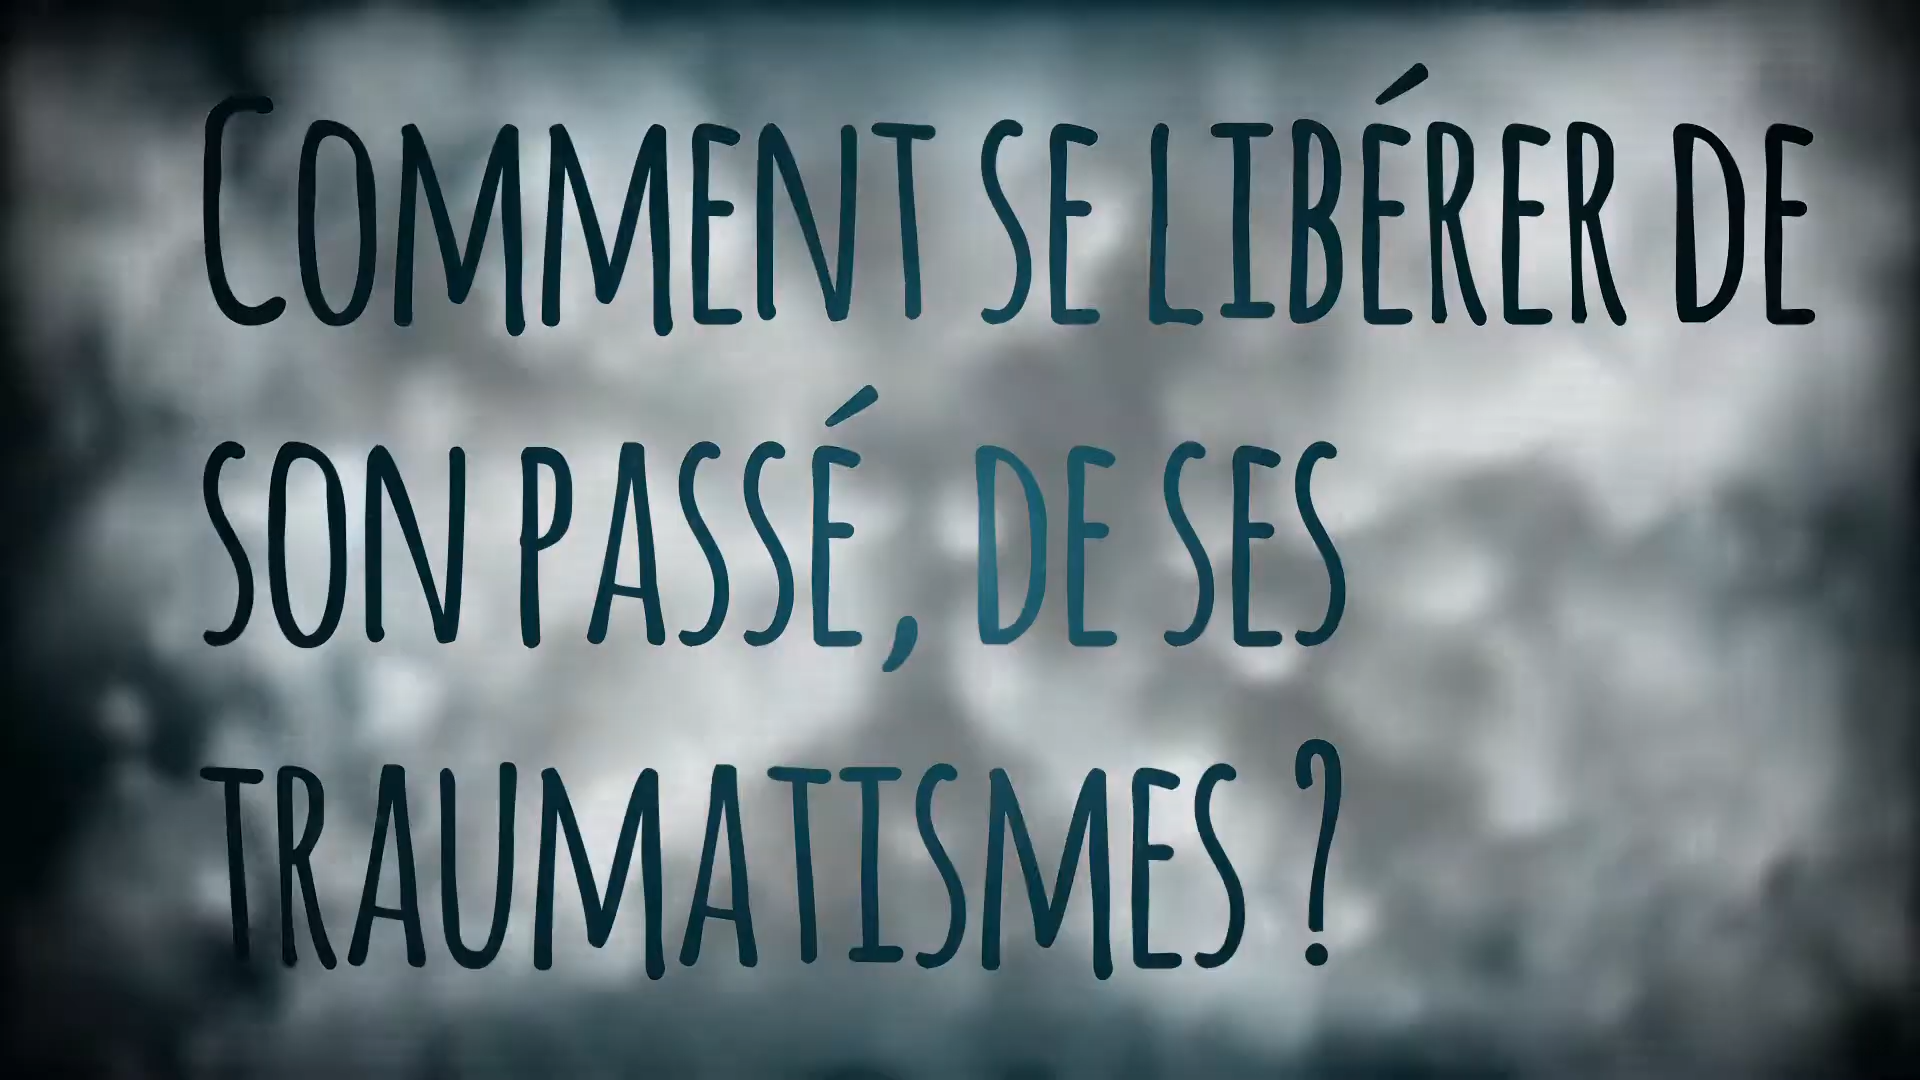 Comment se libérer de
son passé, de ses
traumatismes ?